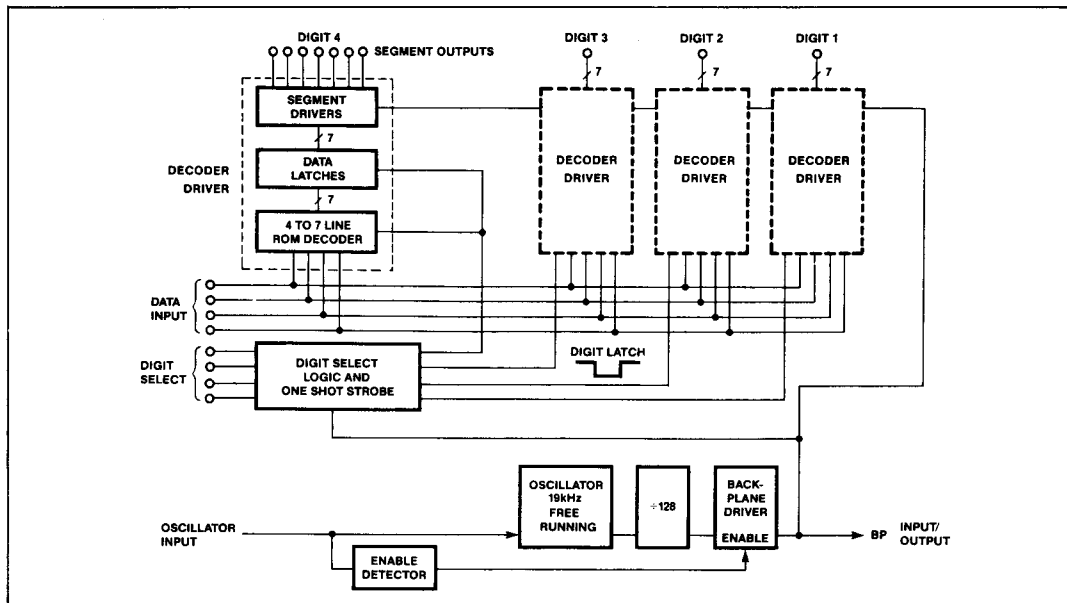 DIGIT 4
SEGMENT OUTPUTS
DIGIT 3
DIGIT 2
DIGIT 1
7
7
7
SEGMENT
DRIVERS
7
DATA
LATCHES
7
4 TO 7 LINE
ROM DECODER
DECODER
DRIVER
DECODER
DRIVER
DECODER
DRIVER
DECODER
DRIVER
DATA
INPUT
DIGIT
SELECT
DIGIT SELECT
LOGIC AND
ONE SHOT STROBE
DIGIT LATCH
OSCILLATOR
INPUT
OSCILLATOR
19kHz
FREE
RUNNING
÷128
BACK-
PLANE
DRIVER
ENABLE
BP
INPUT/
OUTPUT
ENABLE
DETECTOR